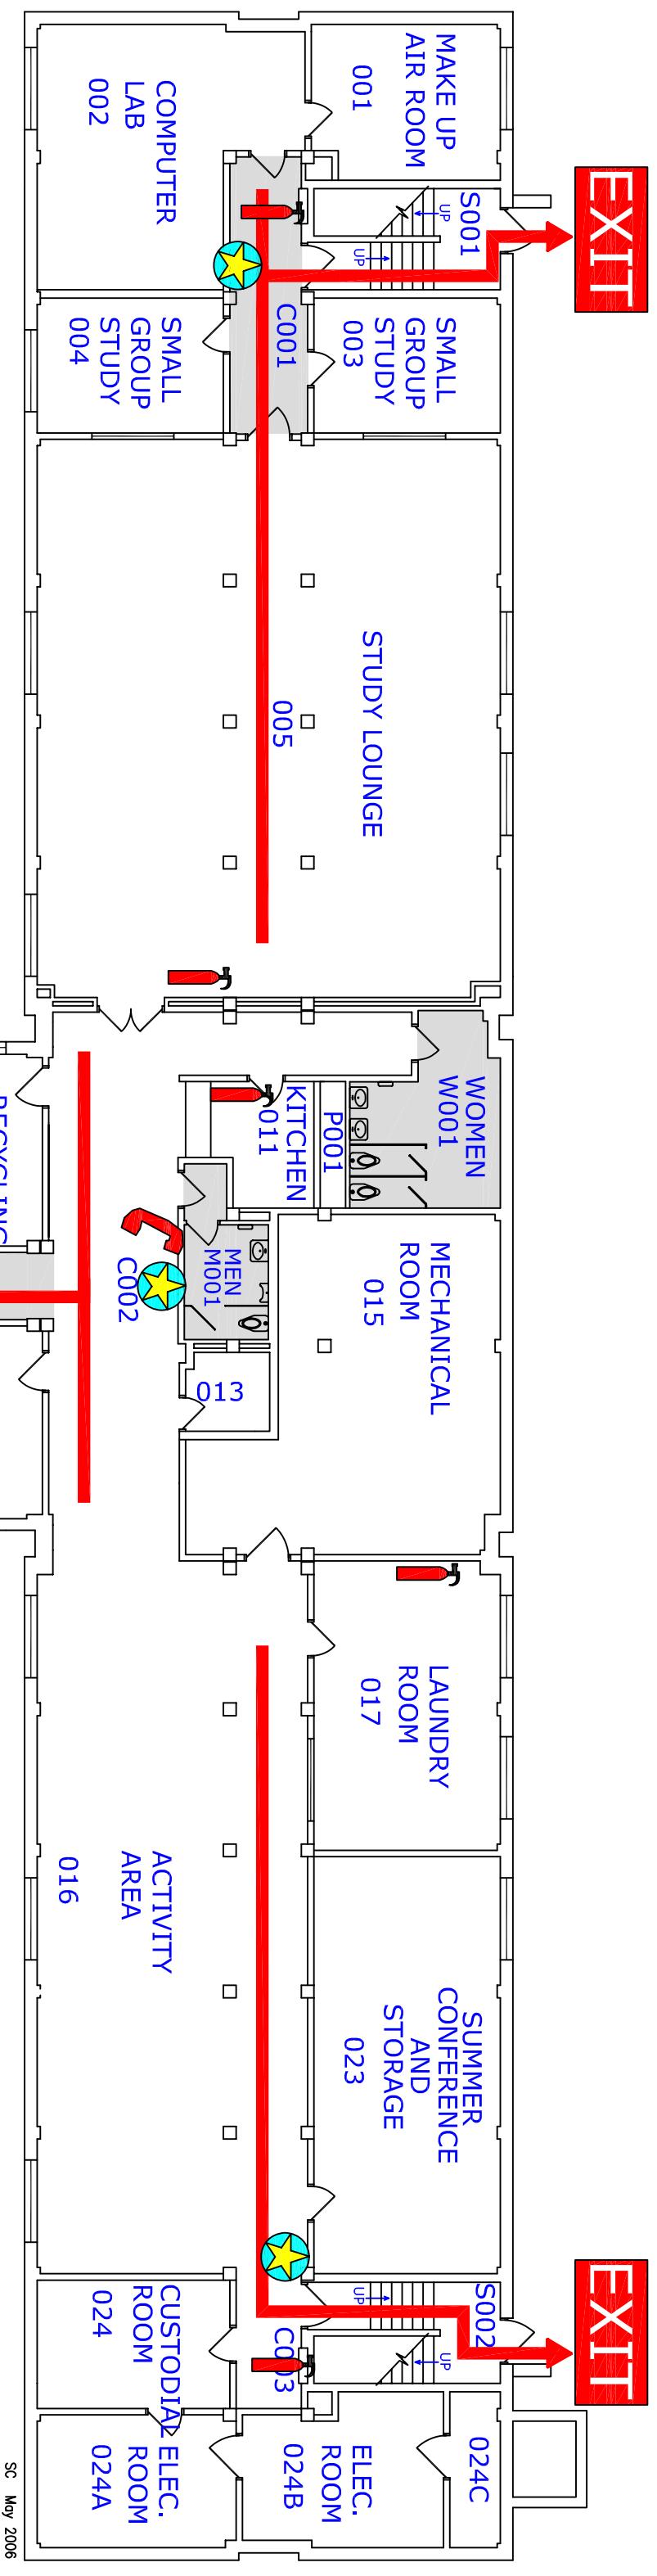 EXIT
MAKE UP
AIR ROOM
001
COMPUTER
LAB
002
S001
UP
UP
C001
SMALL
GROUP
STUDY
003
SMALL
GROUP
STUDY
004
STUDY LOUNGE
005
WOMEN
W001
P001
KITCHEN
011
RECYCLING
MEN
M001
C002
MECHANICAL
ROOM
015
013
LAUNDRY
ROOM
017
ACTIVITY
AREA
016
SUMMER
CONFERENCE
AND
STORAGE
023
EXIT
S002
UP
UP
C003
CUSTODIAL
ROOM
024
024C
ELEC.
ROOM
024B
ELEC.
ROOM
024A
SC May 2006